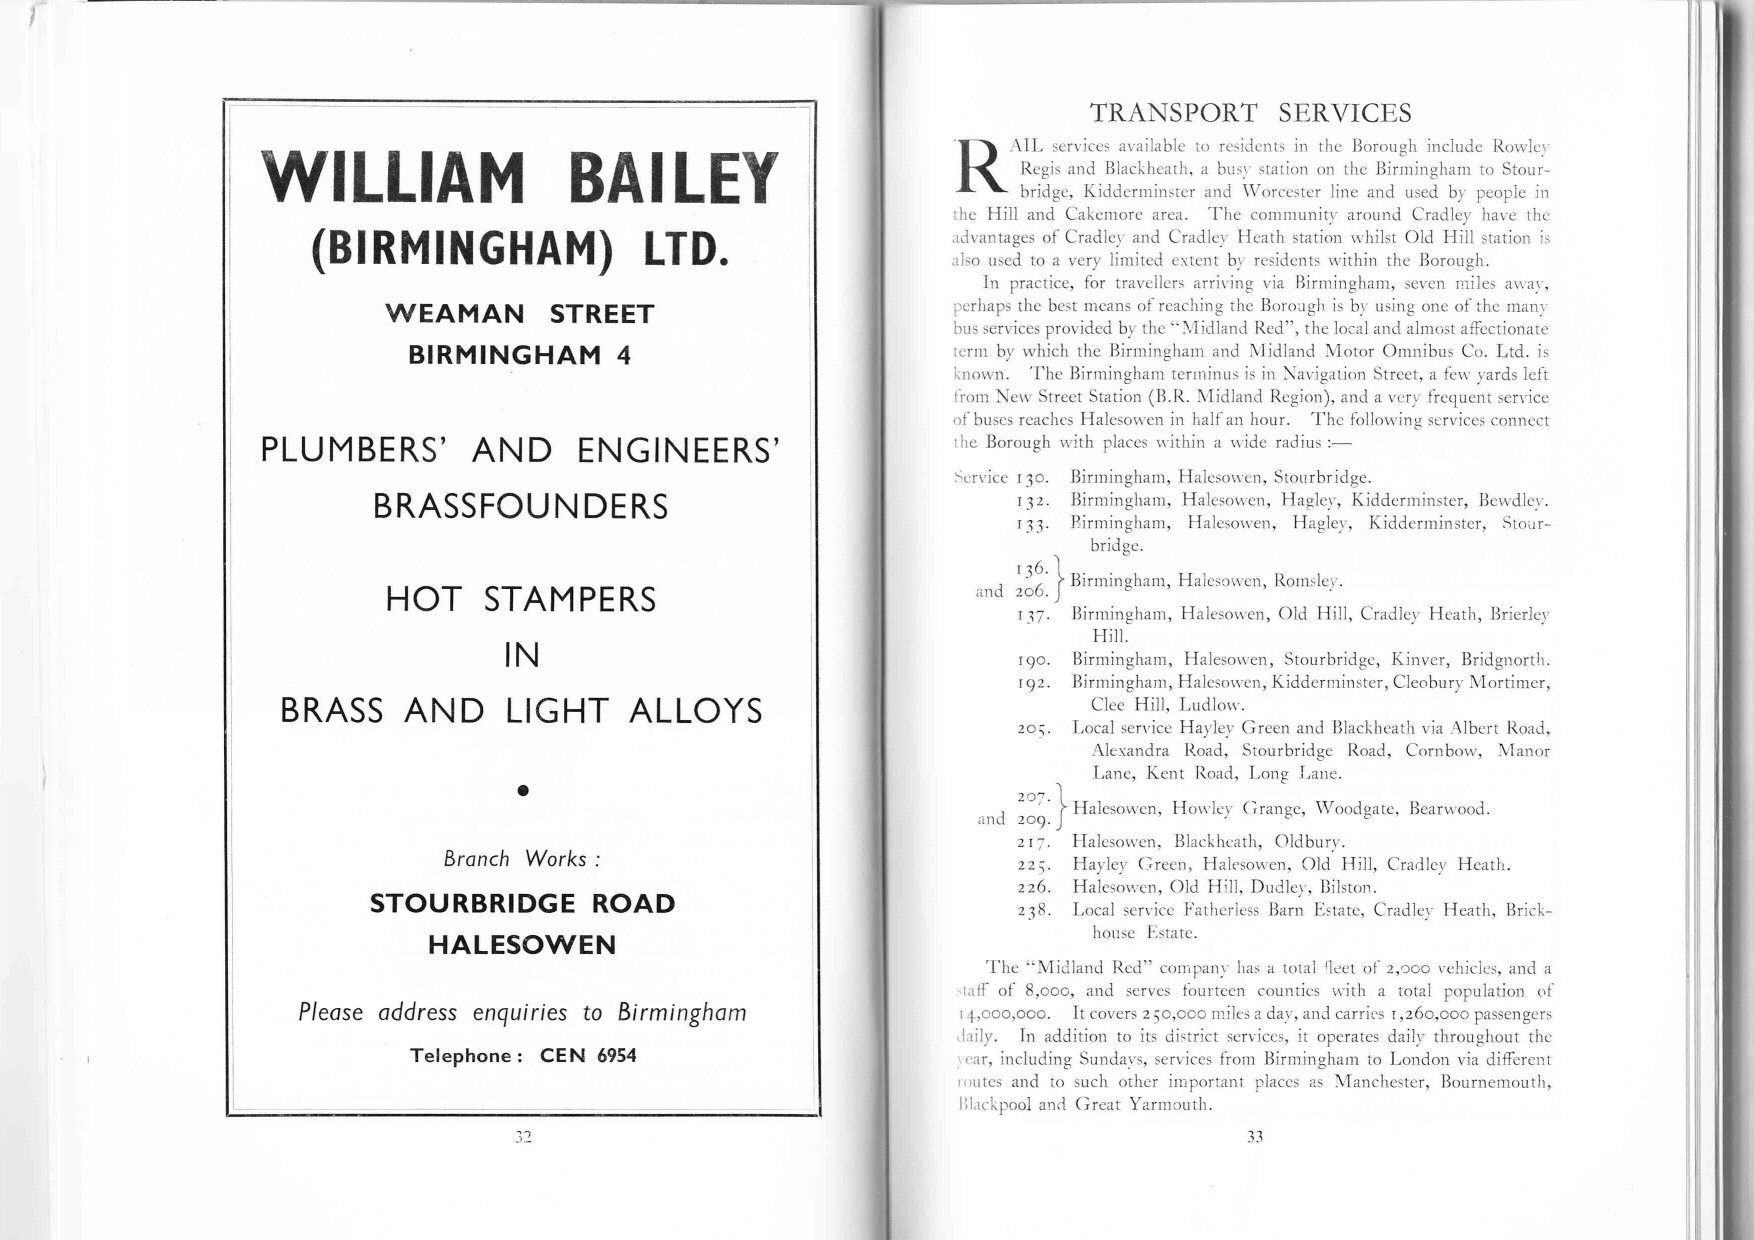 WILLIAM BAILEY
(BIRMINGHAM) LTD.
WEAMAN STREET
BIRMINGHAM 4
PLUMBERS' AND ENGINEERS'
BRASSFOUNDERS
HOT STAMPERS
IN
BRASS AND LIGHT ALLOYS
•
Branch Works :
STOURBRIDGE ROAD
HALESOWEN
Please address enquiries to Birmingham
Telephone : CEN 6954
32
TRANSPORT SERVICES
RAIL services available to residents in the Borough include Rowley
Regis and Blackheath, a busy station on the Birmingham to Stour-
bridge, Kidderminster and Worcester line and used by people in
the Hill and Cakemore area. The community around Cradley have the
advantages of Cradley and Cradley Heath station whilst Old Hill station is
also used to a very limited extent by residents within the Borough.
In practice, for travellers arriving via Birmingham, seven miles away,
perhaps the best means of reaching the Borough is by using one of the many
bus services provided by the "Midland Red", the local and almost affectionate
term by which the Birmingham and Midland Motor Omnibus Co. Ltd. is
known. The Birmingham terminus is in Navigation Street, a few yards left
from New Street Station (B.R. Midland Region), and a very frequent service
of buses reaches Halesowen in half an hour. The following services connect
the Borough with places within a wide radius :—
Service 130. Birmingham, Halesowen, Stourbridge.
132. Birmingham, Halesowen, Hagley, Kidderminster, Bewdley.
133. Birmingham, Halesowen, Hagley, Kidderminster, Stour-
bridge.
136.
and 206. } Birmingham, Halesowen, Romsley.
137. Birmingham, Halesowen, Old Hill, Cradley Heath, Brierley
Hill.
190. Birmingham, Halesowen, Stourbridge, Kinver, Bridgnorth.
192. Birmingham, Halesowen, Kidderminster, Cleobury Mortimer,
Clee Hill, Ludlow.
205. Local service Hayley Green and Blackheath via Albert Road,
Alexandra Road, Stourbridge Road, Cornbow, Manor
Lane, Kent Road, Long Lane.
207.
and 209. } Halesowen, Howley Grange, Woodgate, Bearwood.
217. Halesowen, Blackheath, Oldbury.
225. Hayley Green, Halesowen, Old Hill, Cradley Heath.
226. Halesowen, Old Hill, Dudley, Bilston.
238. Local service Fatherless Barn Estate, Cradley Heath, Brick-
house Estate.
The "Midland Red" company has a total fleet of 2,000 vehicles, and a
staff of 8,000, and serves fourteen counties with a total population of
14,000,000. It covers 250,000 miles a day, and carries 1,260,000 passengers
daily. In addition to its district services, it operates daily throughout the
year, including Sundays, services from Birmingham to London via different
routes and to such other important places as Manchester, Bournemouth,
Blackpool and Great Yarmouth.
33